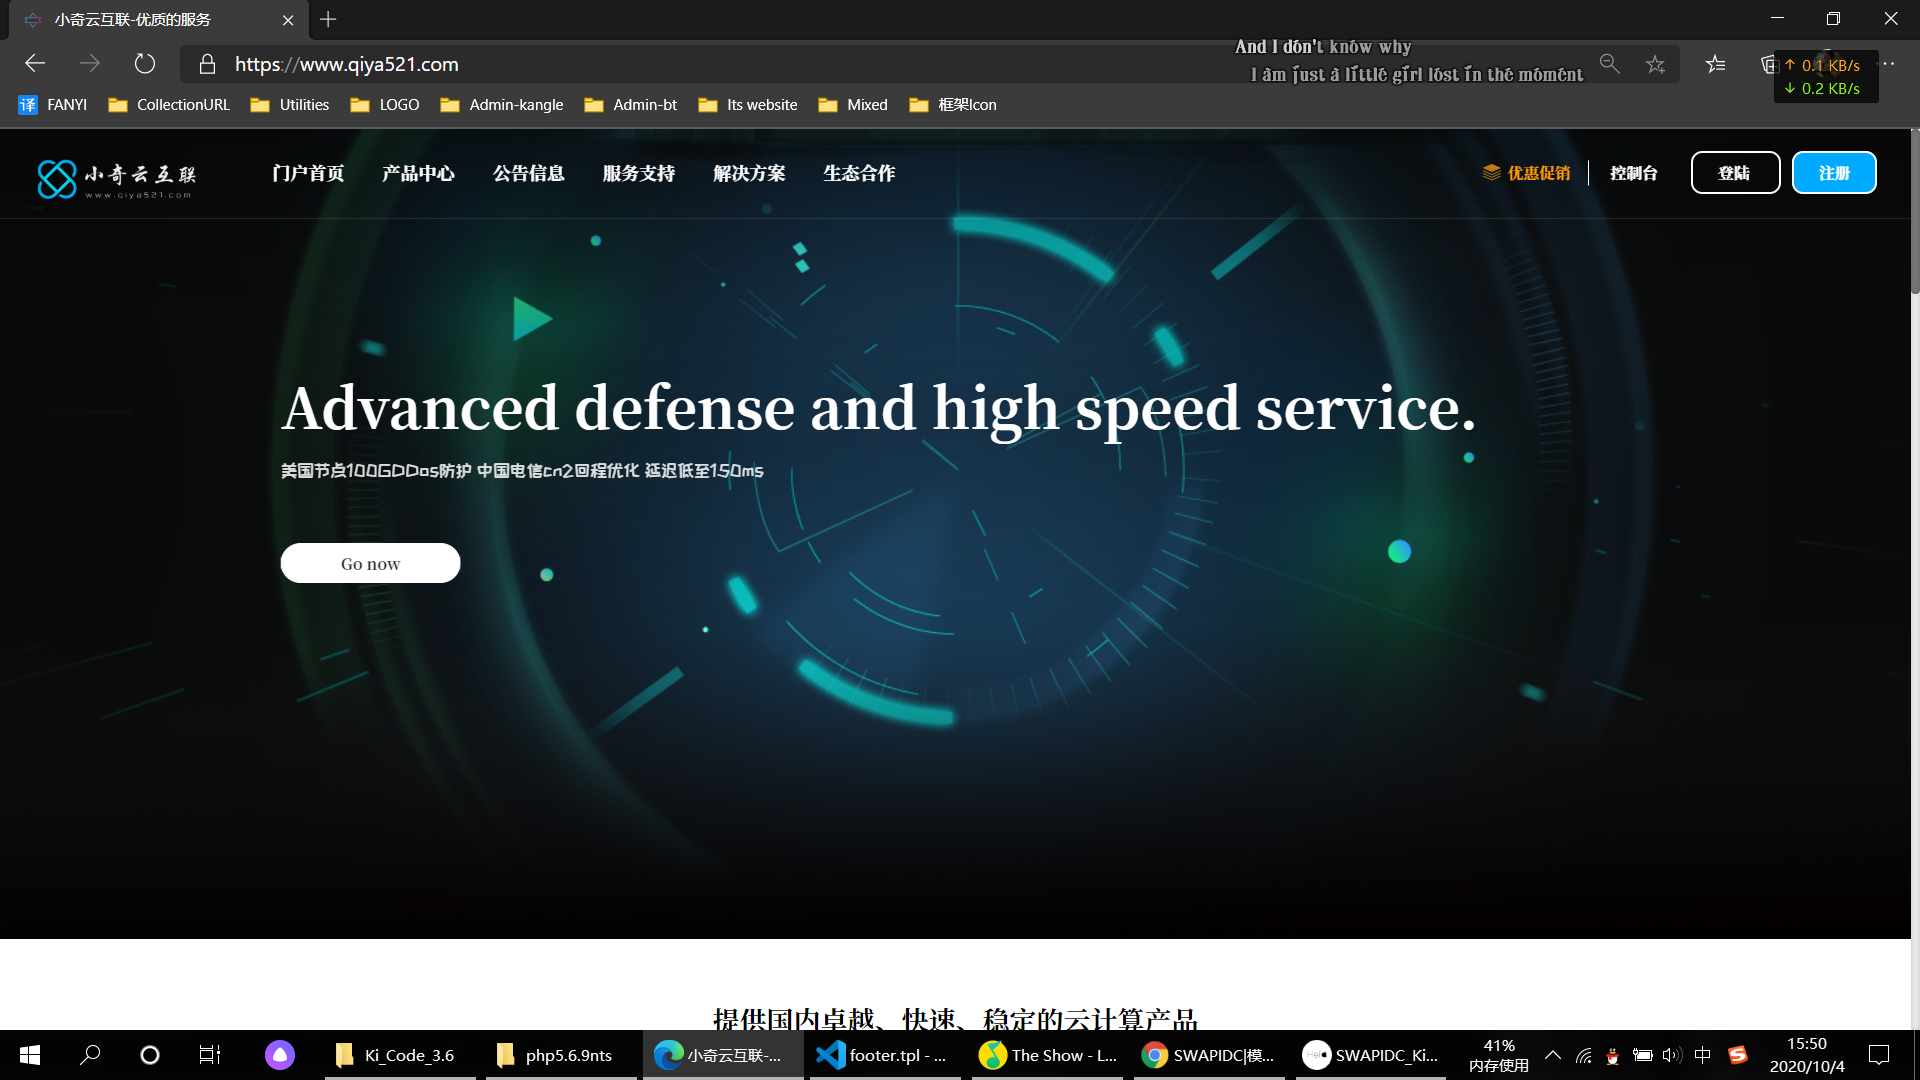 小奇云互联-优质的服务
https://www.qiya521.com
And I don't know why
I am just a little girl lost in the moment
↑ 0.1 KB/s
↓ 0.2 KB/s
译 FANYI CollectionURL Utilities LOGO Admin-kangle Admin-bt Its website Mixed 框架Icon
小奇云互联
www.qiya521.com
门户首页 产品中心 公告信息 服务支持 解决方案 生态合作 优惠促销 控制台 登陆 注册
Advanced defense and high speed service.
美国节点100GDDos防护 中国电信cn2回程优化 延迟低至150ms
Go now
提供国内卓越、快速、稳定的云计算产品
Ki_Code_3.6 php5.6.9nts 小奇云互联-... footer.tpl - ... The Show - L... SWAPIDC|模... SWAPIDC_Ki...
41%
内存使用
中
15:50
2020/10/4